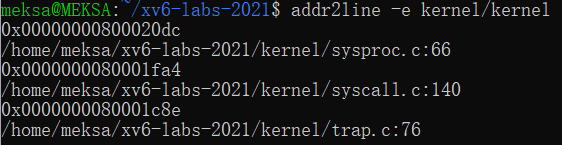 meksa@MEKSA:~/xv6-labs-2021$ addr2line -e kernel/kernel
0x00000000800020dc
/home/meksa/xv6-labs-2021/kernel/sysproc.c:66
0x0000000080001fa4
/home/meksa/xv6-labs-2021/kernel/syscall.c:140
0x0000000080001c8e
/home/meksa/xv6-labs-2021/kernel/trap.c:76